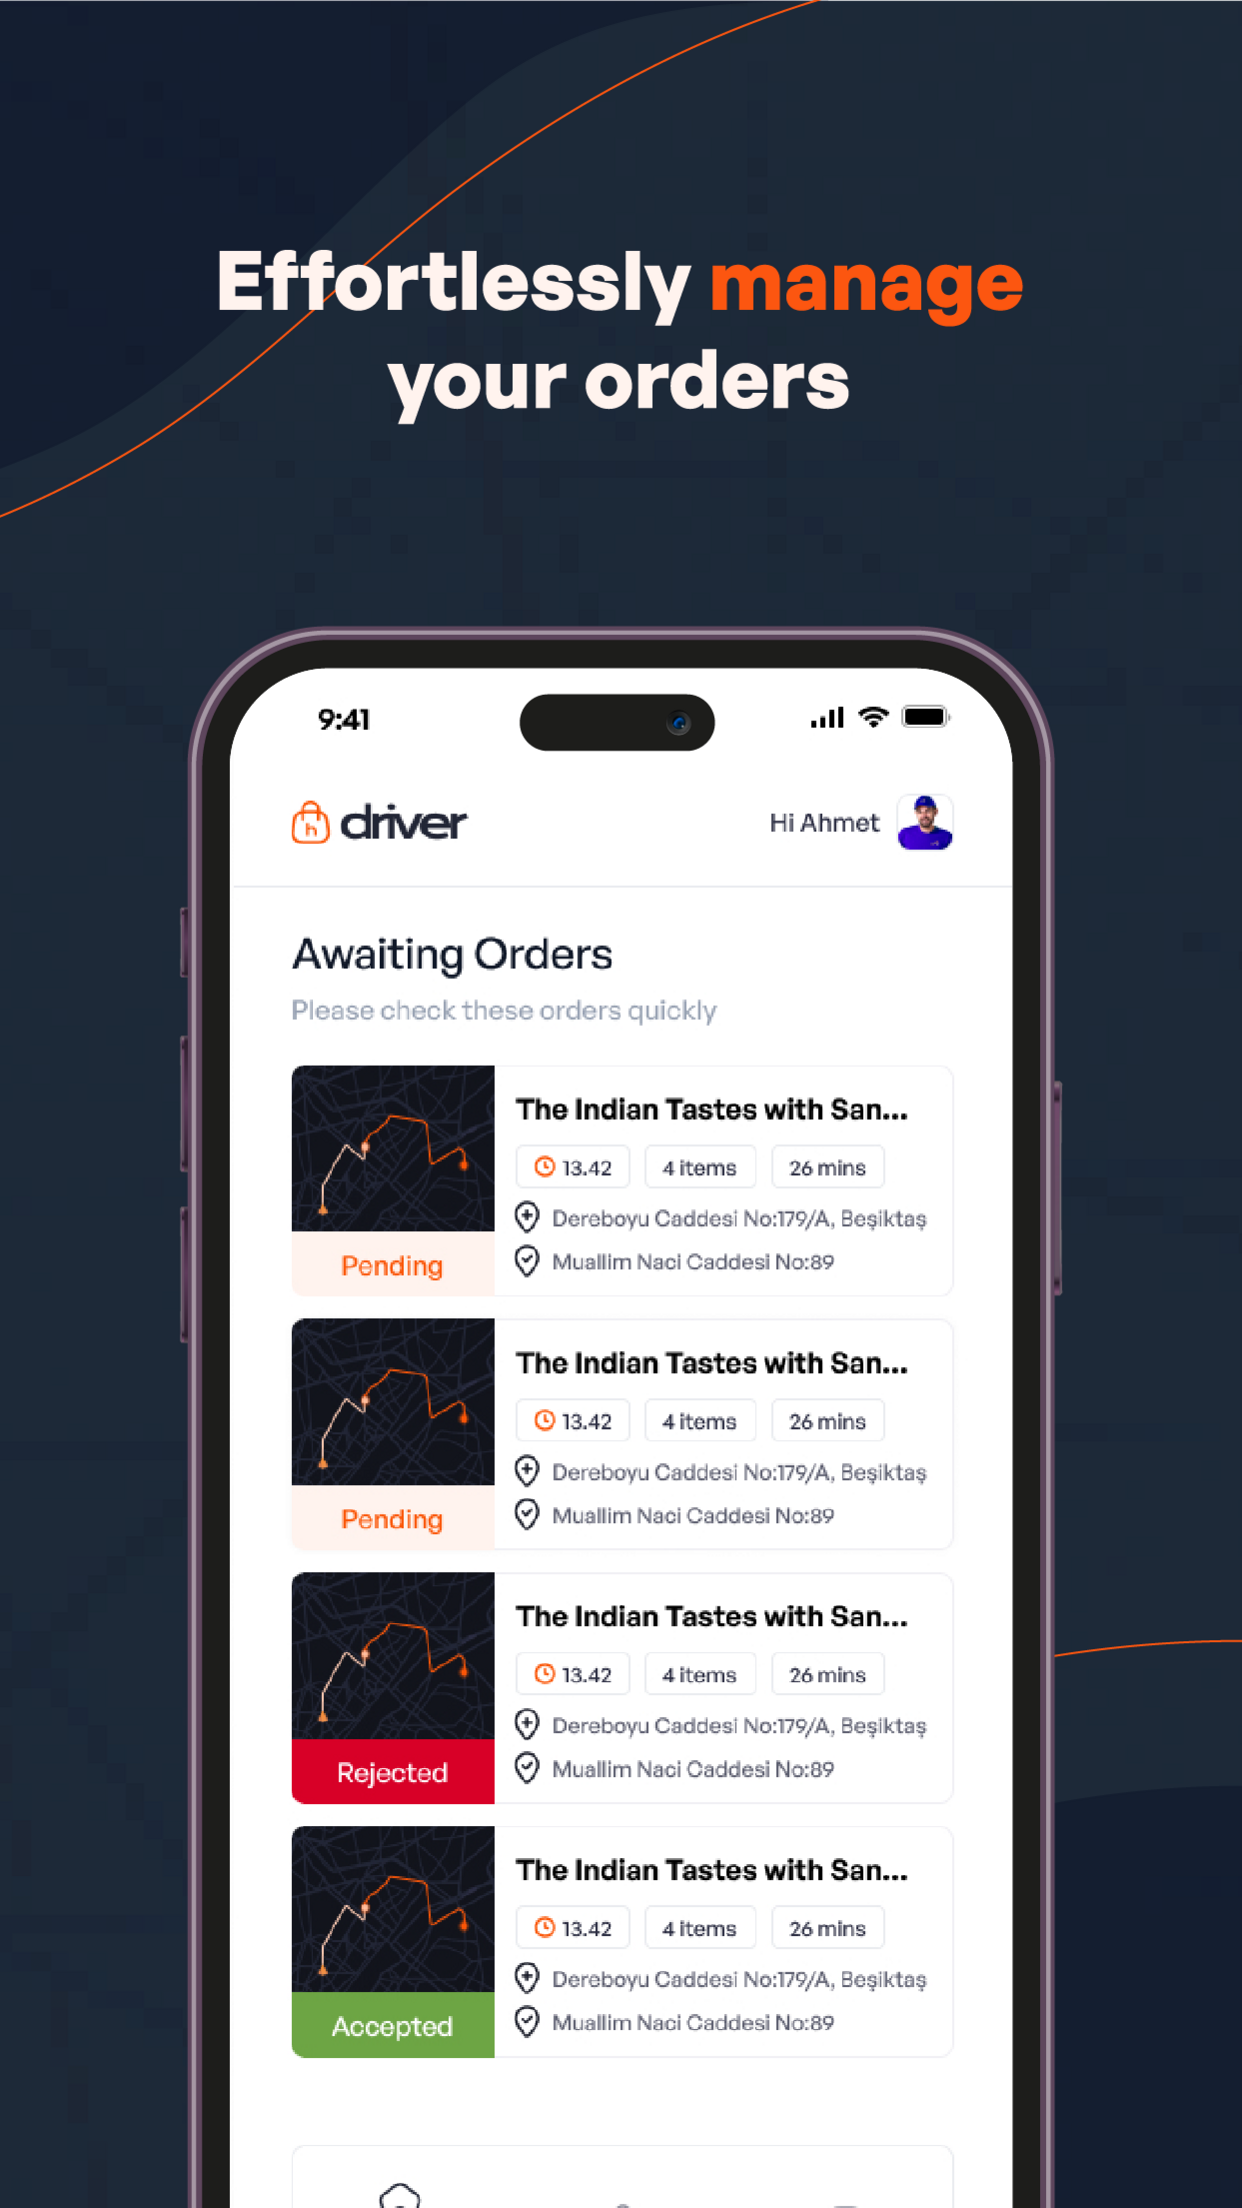 Effortlessly manage
your orders
9:41
h driver
Hi Ahmet
Awaiting Orders
Please check these orders quickly
The Indian Tastes with San...
13.42 4 items 26 mins
Dereboyu Caddesi No:179/A, Beşiktaş
Muallim Naci Caddesi No:89
Pending
The Indian Tastes with San...
13.42 4 items 26 mins
Dereboyu Caddesi No:179/A, Beşiktaş
Muallim Naci Caddesi No:89
Pending
The Indian Tastes with San...
13.42 4 items 26 mins
Dereboyu Caddesi No:179/A, Beşiktaş
Muallim Naci Caddesi No:89
Rejected
The Indian Tastes with San...
13.42 4 items 26 mins
Dereboyu Caddesi No:179/A, Beşiktaş
Muallim Naci Caddesi No:89
Accepted